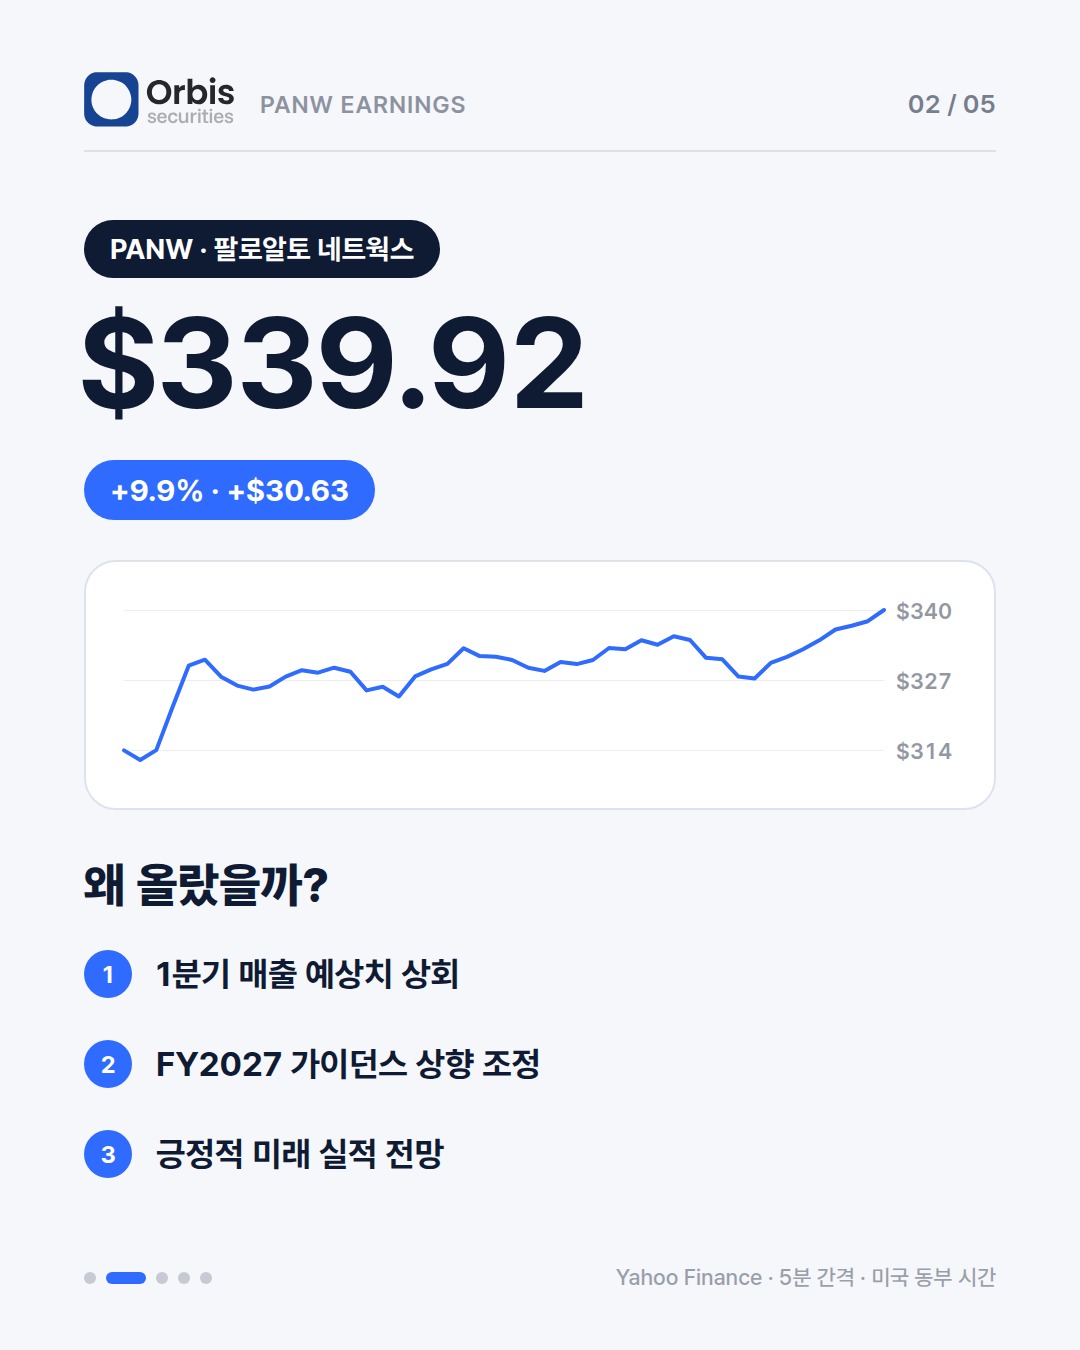 Orbis
securities
PANW EARNINGS
02 / 05
PANW · 팔로알토 네트웍스
$339.92
+9.9% · +$30.63
$340
$327
$314
왜 올랐을까?
1 1분기 매출 예상치 상회
2 FY2027 가이던스 상향 조정
3 긍정적 미래 실적 전망
Yahoo Finance · 5분 간격 · 미국 동부 시간